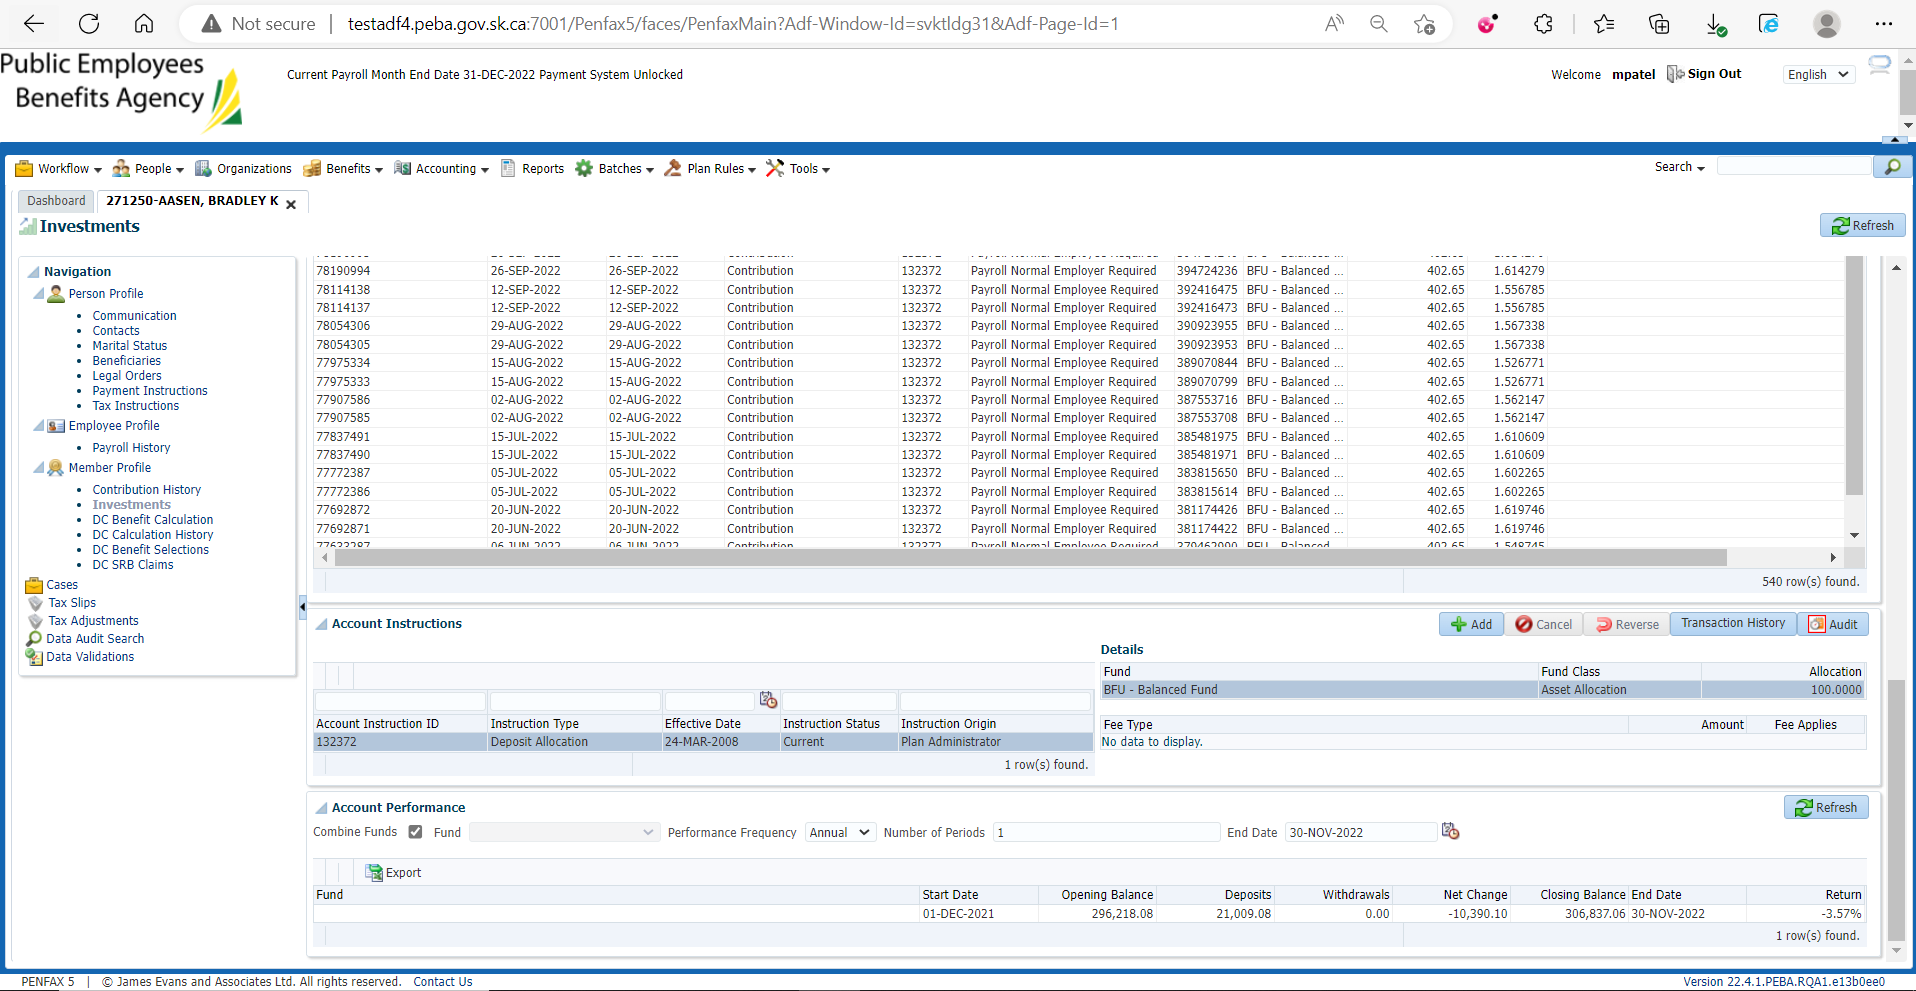 Not secure | testadf4.peba.gov.sk.ca:7001/Penfax5/faces/PenfaxMain?Adf-Window-Id=svktldg31&Adf-Page-Id=1
Public Employees
Benefits Agency
Current Payroll Month End Date 31-DEC-2022 Payment System Unlocked
Welcome mpatel Sign Out English
Workflow People Organizations Benefits Accounting Reports Batches Plan Rules Tools Search
Dashboard 271250-AASEN, BRADLEY K
Investments Refresh
Navigation
Person Profile
Communication
Contacts
Marital Status
Beneficiaries
Legal Orders
Payment Instructions
Tax Instructions
Employee Profile
Payroll History
Member Profile
Contribution History
Investments
DC Benefit Calculation
DC Calculation History
DC Benefit Selections
DC SRB Claims
Cases
Tax Slips
Tax Adjustments
Data Audit Search
Data Validations
78190994 26-SEP-2022 26-SEP-2022 Contribution 132372 Payroll Normal Employer Required 394724236 BFU - Balanced ... 402.65 1.614279
78114138 12-SEP-2022 12-SEP-2022 Contribution 132372 Payroll Normal Employee Required 392416475 BFU - Balanced ... 402.65 1.556785
78114137 12-SEP-2022 12-SEP-2022 Contribution 132372 Payroll Normal Employer Required 392416473 BFU - Balanced ... 402.65 1.556785
78054306 29-AUG-2022 29-AUG-2022 Contribution 132372 Payroll Normal Employee Required 390923955 BFU - Balanced ... 402.65 1.567338
78054305 29-AUG-2022 29-AUG-2022 Contribution 132372 Payroll Normal Employer Required 390923953 BFU - Balanced ... 402.65 1.567338
77975334 15-AUG-2022 15-AUG-2022 Contribution 132372 Payroll Normal Employer Required 389070844 BFU - Balanced ... 402.65 1.526771
77975333 15-AUG-2022 15-AUG-2022 Contribution 132372 Payroll Normal Employee Required 389070799 BFU - Balanced ... 402.65 1.526771
77907586 02-AUG-2022 02-AUG-2022 Contribution 132372 Payroll Normal Employee Required 387553716 BFU - Balanced ... 402.65 1.562147
77907585 02-AUG-2022 02-AUG-2022 Contribution 132372 Payroll Normal Employer Required 387553708 BFU - Balanced ... 402.65 1.562147
77837491 15-JUL-2022 15-JUL-2022 Contribution 132372 Payroll Normal Employee Required 385481975 BFU - Balanced ... 402.65 1.610609
77837490 15-JUL-2022 15-JUL-2022 Contribution 132372 Payroll Normal Employer Required 385481971 BFU - Balanced ... 402.65 1.610609
77772387 05-JUL-2022 05-JUL-2022 Contribution 132372 Payroll Normal Employee Required 383815650 BFU - Balanced ... 402.65 1.602265
77772386 05-JUL-2022 05-JUL-2022 Contribution 132372 Payroll Normal Employer Required 383815614 BFU - Balanced ... 402.65 1.602265
77692872 20-JUN-2022 20-JUN-2022 Contribution 132372 Payroll Normal Employee Required 381174426 BFU - Balanced ... 402.65 1.619746
77692871 20-JUN-2022 20-JUN-2022 Contribution 132372 Payroll Normal Employer Required 381174422 BFU - Balanced ... 402.65 1.619746
540 row(s) found.
Account Instructions Add Cancel Reverse Transaction History Audit
Details
Fund Fund Class Allocation
BFU - Balanced Fund Asset Allocation 100.0000
Fee Type Amount Fee Applies
No data to display.
Account Instruction ID Instruction Type Effective Date Instruction Status Instruction Origin
132372 Deposit Allocation 24-MAR-2008 Current Plan Administrator
1 row(s) found.
Account Performance Refresh
Combine Funds Fund Performance Frequency Annual Number of Periods 1 End Date 30-NOV-2022
Export
Fund Start Date Opening Balance Deposits Withdrawals Net Change Closing Balance End Date Return
01-DEC-2021 296,218.08 21,009.08 0.00 -10,390.10 306,837.06 30-NOV-2022 -3.57%
1 row(s) found.
PENFAX 5 | © James Evans and Associates Ltd. All rights reserved. Contact Us Version 22.4.1.PEBA.RQA1.e13b0ee0